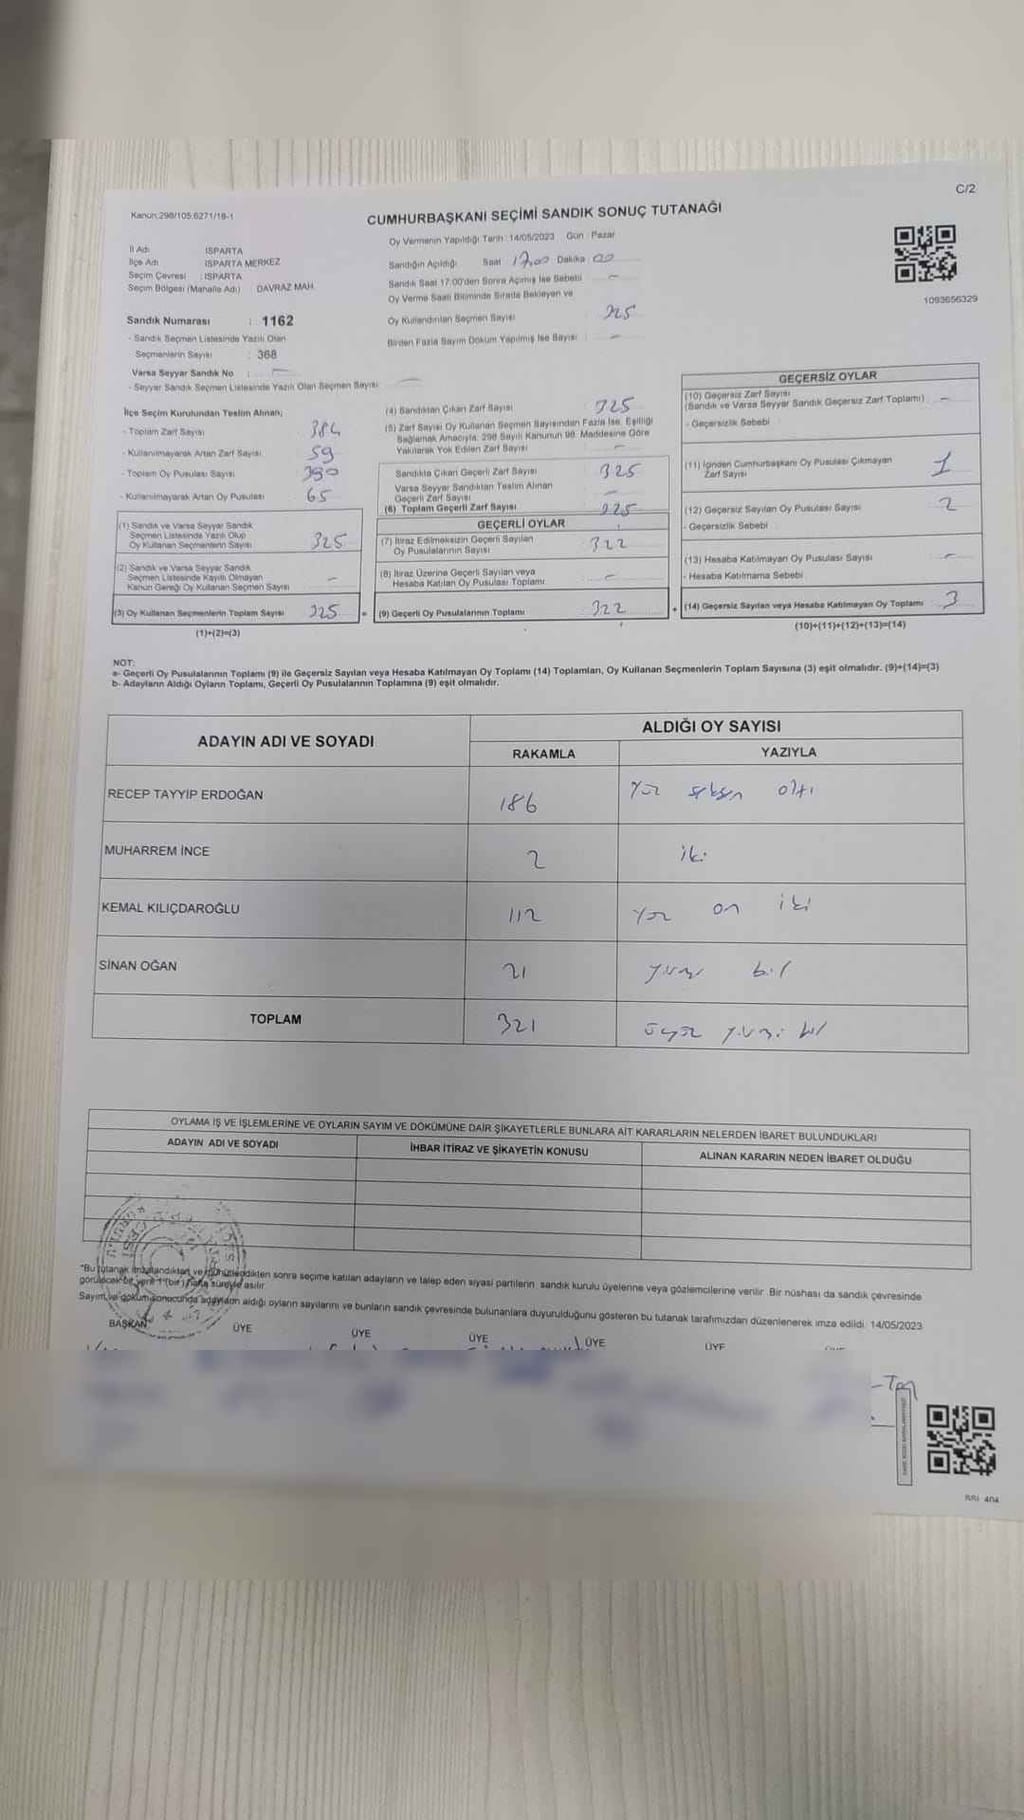 C/2
Kanun:298/105.6271/18-1
CUMHURBAŞKANI SEÇİMİ SANDIK SONUÇ TUTANAĞI
Oy Vermenin Yapıldığı Tarih : 14/05/2023 Gün : Pazar
İl Adı : ISPARTA
İlçe Adı : ISPARTA MERKEZ
Seçim Çevresi : ISPARTA
Seçim Bölgesi (Mahalle Adı) : DAVRAZ MAH.
Sandığın Açıldığı Saat 17.00 Dakika 00
Sandık Saat 17:00'den Sonra Açılmış İse Sebebi —
Oy Verme Saati Bitiminde Sırada Bekleyen ve
Oy Kullandırılan Seçmen Sayısı 325
Birden Fazla Sayım Döküm Yapılmış İse Sayısı : —
1093656329
Sandık Numarası : 1162
- Sandık Seçmen Listesinde Yazılı Olan
Seçmenlerin Sayısı : 368
Varsa Seyyar Sandık No : —
- Seyyar Sandık Seçmen Listesinde Yazılı Olan Seçmen Sayısı : —
İlçe Seçim Kurulundan Teslim Alınan;
- Toplam Zarf Sayısı 384
- Kullanılmayarak Artan Zarf Sayısı 59
- Toplam Oy Pusulası Sayısı 390
- Kullanılmayarak Artan Oy Pusulası 65
(1) Sandık ve Varsa Seyyar Sandık
Seçmen Listesinde Yazılı Olup
Oy Kullanan Seçmenlerin Sayısı 325
(2) Sandık ve Varsa Seyyar Sandık
Seçmen Listesinde Kayıtlı Olmayan
Kanun Gereği Oy Kullanan Seçmen Sayısı —
(3) Oy Kullanan Seçmenlerin Toplam Sayısı 325 =
(1)+(2)=(3)
(4) Sandıktan Çıkan Zarf Sayısı 325
(5) Zarf Sayısı Oy Kullanan Seçmen Sayısından Fazla İse, Eşitliği
Sağlamak Amacıyla, 298 Sayılı Kanunun 98. Maddesine Göre
Yakılarak Yok Edilen Zarf Sayısı —
Sandıkta Çıkan Geçerli Zarf Sayısı 325
Varsa Seyyar Sandıktan Teslim Alınan
Geçerli Zarf Sayısı —
(6) Toplam Geçerli Zarf Sayısı 325
GEÇERLİ OYLAR
(7) İtiraz Edilmeksizin Geçerli Sayılan
Oy Pusulalarının Sayısı 322
(8) İtiraz Üzerine Geçerli Sayılan veya
Hesaba Katılan Oy Pusulası Toplamı —
(9) Geçerli Oy Pusulalarının Toplamı 322 +
GEÇERSİZ OYLAR
(10) Geçersiz Zarf Sayısı
(Sandık ve Varsa Seyyar Sandık Geçersiz Zarf Toplamı) —
- Geçersizlik Sebebi
(11) İçinden Cumhurbaşkanı Oy Pusulası Çıkmayan
Zarf Sayısı 1
(12) Geçersiz Sayılan Oy Pusulası Sayısı 2
- Geçersizlik Sebebi
(13) Hesaba Katılmayan Oy Pusulası Sayısı —
- Hesaba Katılmama Sebebi
(14) Geçersiz Sayılan veya Hesaba Katılmayan Oy Toplamı 3
(10)+(11)+(12)+(13)=(14)
NOT:
a- Geçerli Oy Pusulalarının Toplamı (9) ile Geçersiz Sayılan veya Hesaba Katılmayan Oy Toplamı (14) Toplamları, Oy Kullanan Seçmenlerin Toplam Sayısına (3) eşit olmalıdır. (9)+(14)=(3)
b- Adayların Aldığı Oyların Toplamı, Geçerli Oy Pusulalarının Toplamına (9) eşit olmalıdır.
ADAYIN ADI VE SOYADI
ALDIĞI OY SAYISI
RAKAMLA YAZIYLA
RECEP TAYYİP ERDOĞAN 186 Yüz seksen altı
MUHARREM İNCE 2 iki
KEMAL KILIÇDAROĞLU 112 Yüz on iki
SİNAN OĞAN 21 yirmi bir
TOPLAM 321 üçyüz yirmi bir
OYLAMA İŞ VE İŞLEMLERİNE VE OYLARIN SAYIM VE DÖKÜMÜNE DAİR ŞİKAYETLERLE BUNLARA AİT KARARLARIN NELERDEN İBARET BULUNDUKLARI
ADAYIN ADI VE SOYADI İHBAR İTİRAZ VE ŞİKAYETİN KONUSU ALINAN KARARIN NEDEN İBARET OLDUĞU
*Bu tutanak imzalandıktan ve mühürlendikten sonra seçime katılan adayların ve talep eden siyasi partilerin, sandık kurulu üyelerine veya gözlemcilerine verilir. Bir nüshası da sandık çevresinde
görülecek bir yere 1 (bir) hafta süreyle asılır.
Sayım ve döküm sonucunda adayların aldığı oyların sayılarını ve bunların sandık çevresinde bulunanlara duyurulduğunu gösteren bu tutanak tarafımızdan düzenlenerek imza edildi. 14/05/2023
BAŞKAN ÜYE ÜYE ÜYE ÜYE ÜYE
404